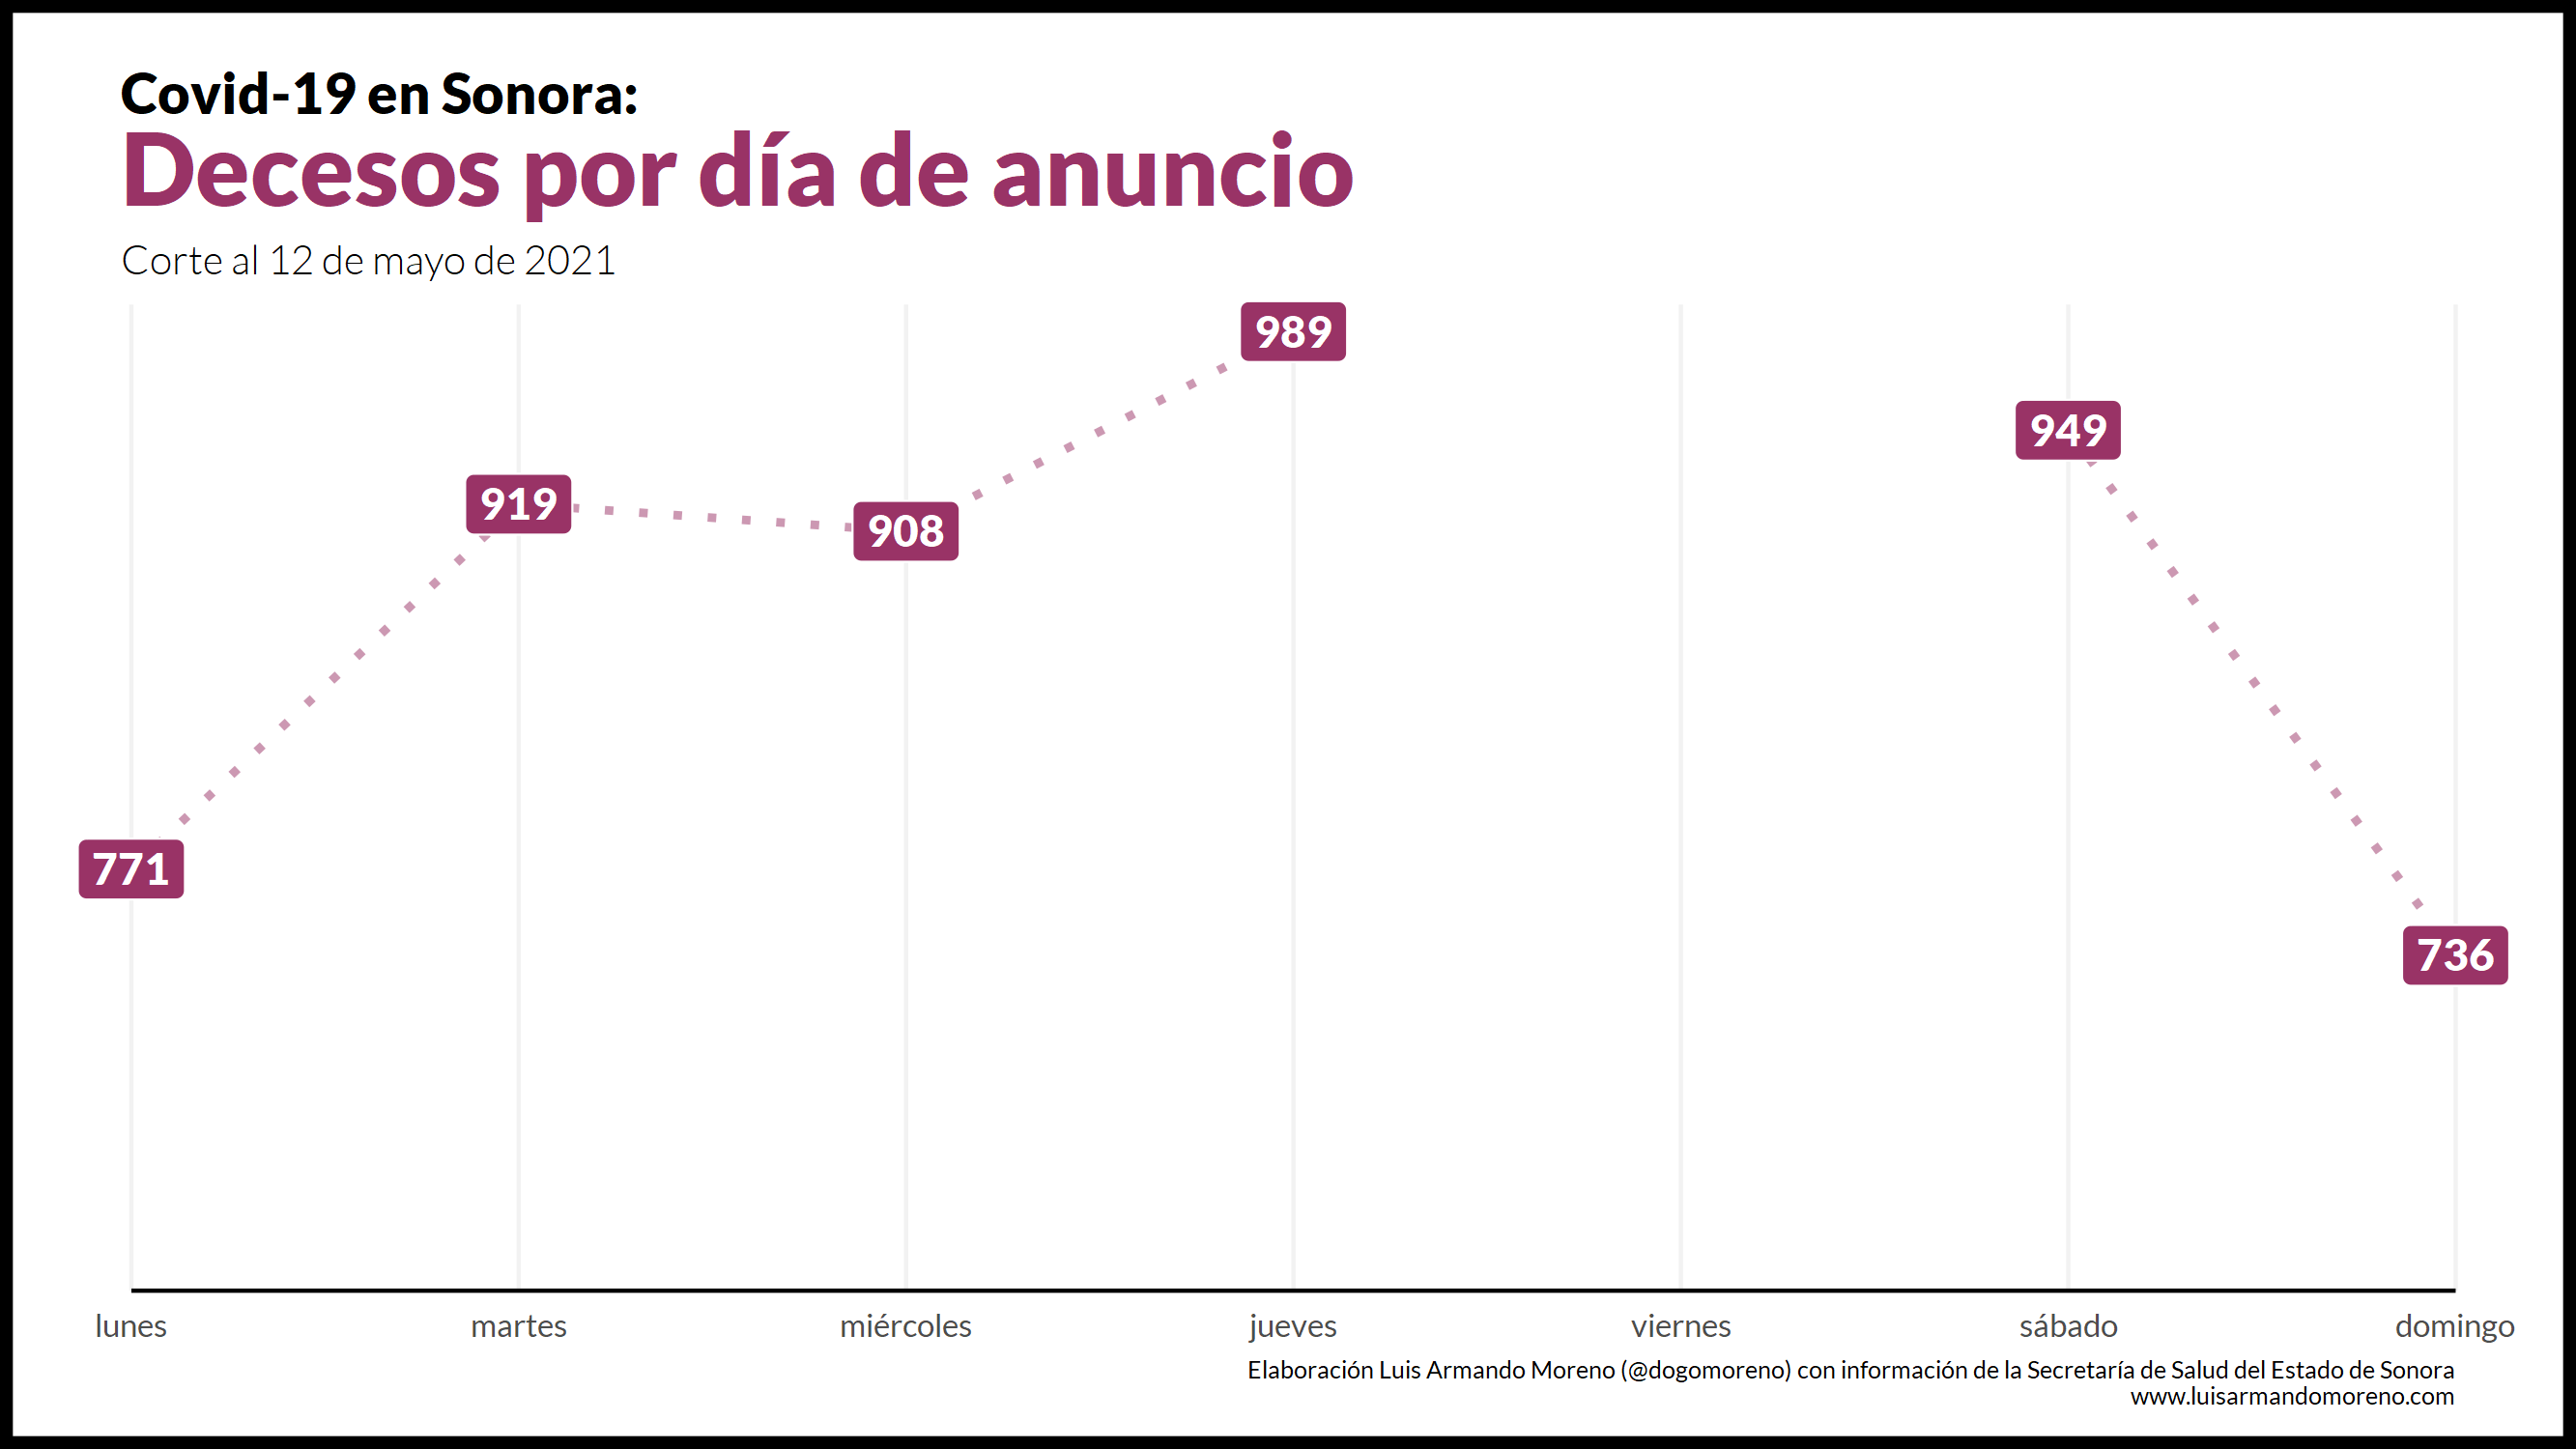 Covid-19 en Sonora:
Decesos por día de anuncio
Corte al 12 de mayo de 2021
989
949
919
908
771
736
lunes martes miércoles jueves viernes sábado domingo
Elaboración Luis Armando Moreno (@dogomoreno) con información de la Secretaría de Salud del Estado de Sonora
www.luisarmandomoreno.com